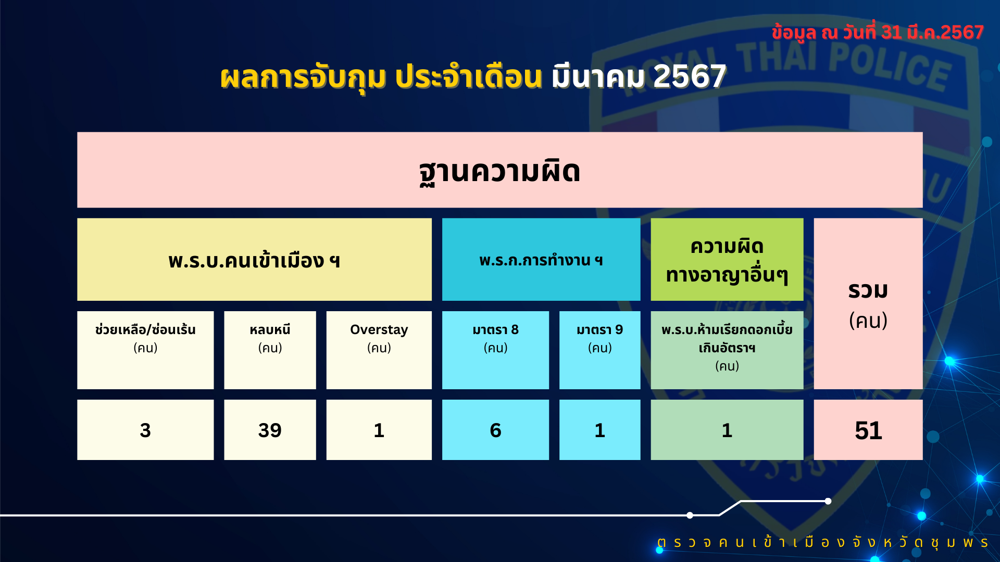 ข้อมูล ณ วันที่ 31 มี.ค.2567
ROYAL THAI POLICE
ผลการจับกุม ประจำเดือน มีนาคม 2567
ฐานความผิด
พ.ร.บ.คนเข้าเมือง ฯ
พ.ร.ก.การทำงาน ฯ
ความผิด
ทางอาญาอื่นๆ
รวม
(คน)
ช่วยเหลือ/ซ่อนเร้น
(คน)
หลบหนี
(คน)
Overstay
(คน)
มาตรา 8
(คน)
มาตรา 9
(คน)
พ.ร.บ.ห้ามเรียกดอกเบี้ย
เกินอัตราฯ
(คน)
3
39
1
6
1
1
51
ตรวจคนเข้าเมืองจังหวัดชุมพร